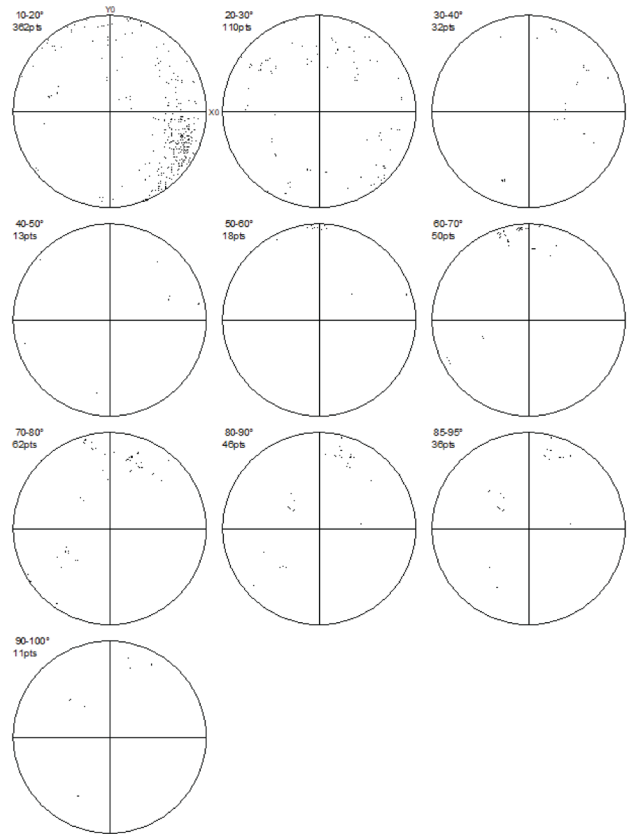 10-20°
362pts
Y0
X0
20-30°
110pts
30-40°
32pts
40-50°
13pts
50-60°
18pts
60-70°
50pts
70-80°
62pts
80-90°
46pts
85-95°
36pts
90-100°
11pts